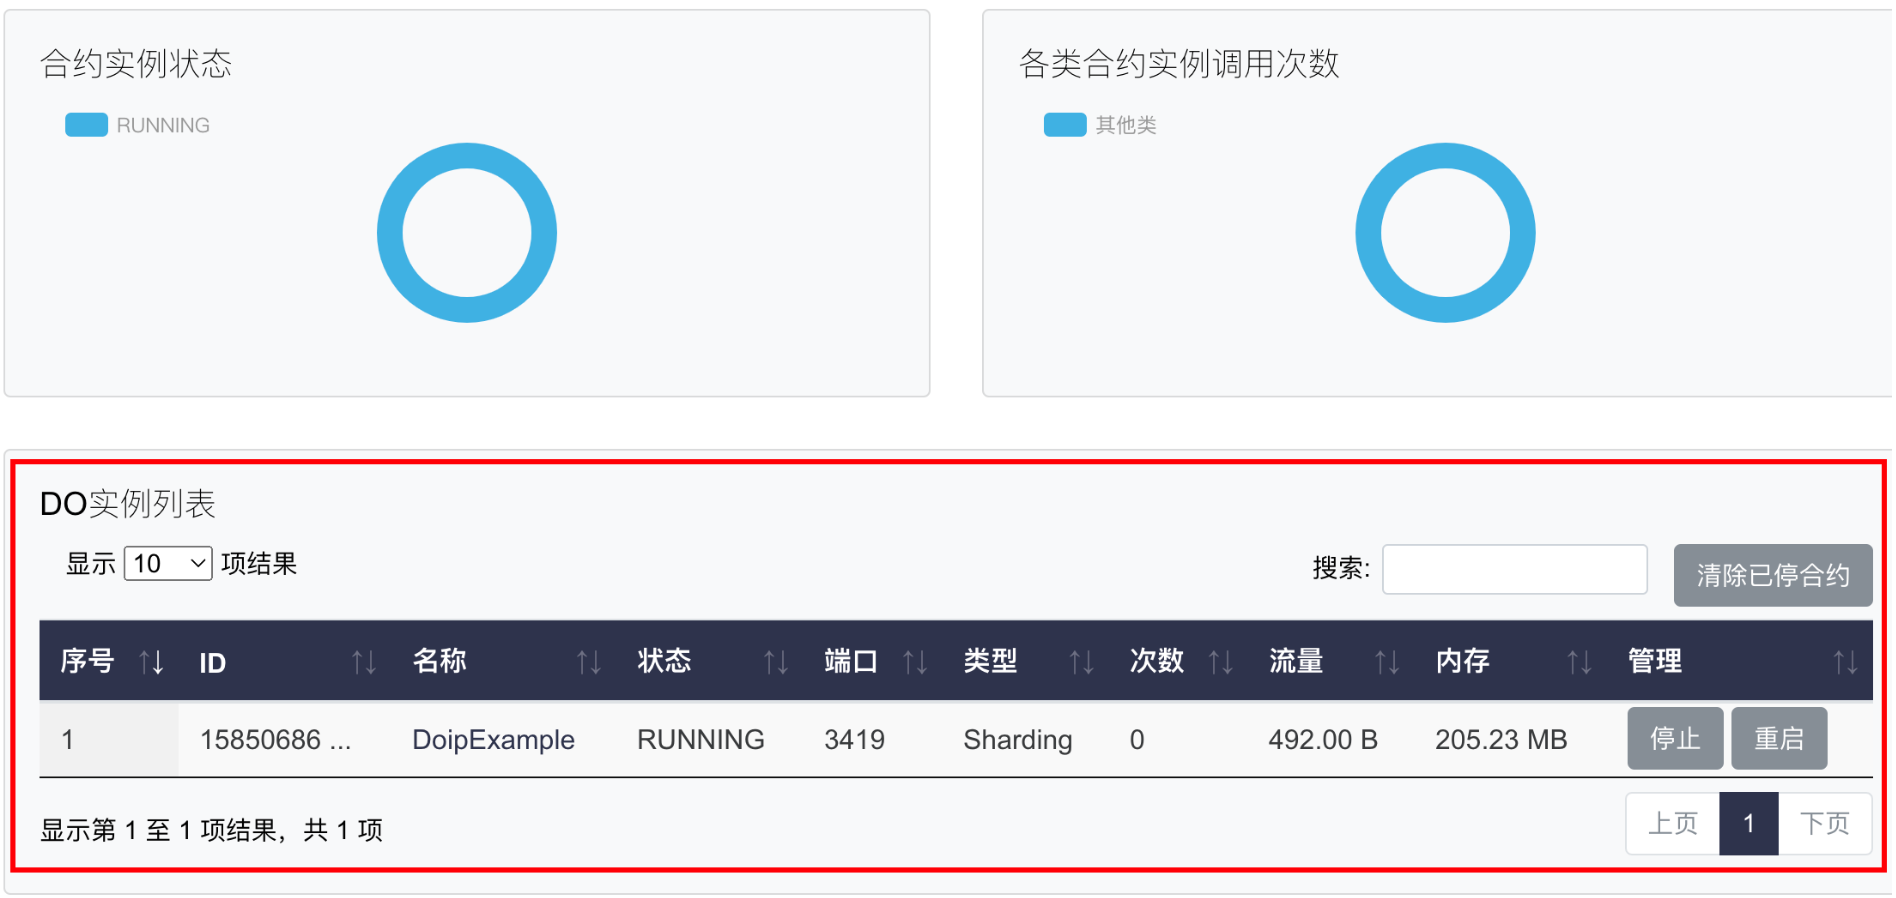 合约实例状态
RUNNING
各类合约实例调用次数
其他类
DO实例列表
显示 10 项结果
搜索:
清除已停合约
序号 ID 名称 状态 端口 类型 次数 流量 内存 管理
1 15850686 ... DoipExample RUNNING 3419 Sharding 0 492.00 B 205.23 MB 停止 重启
显示第 1 至 1 项结果，共 1 项
上页 1 下页